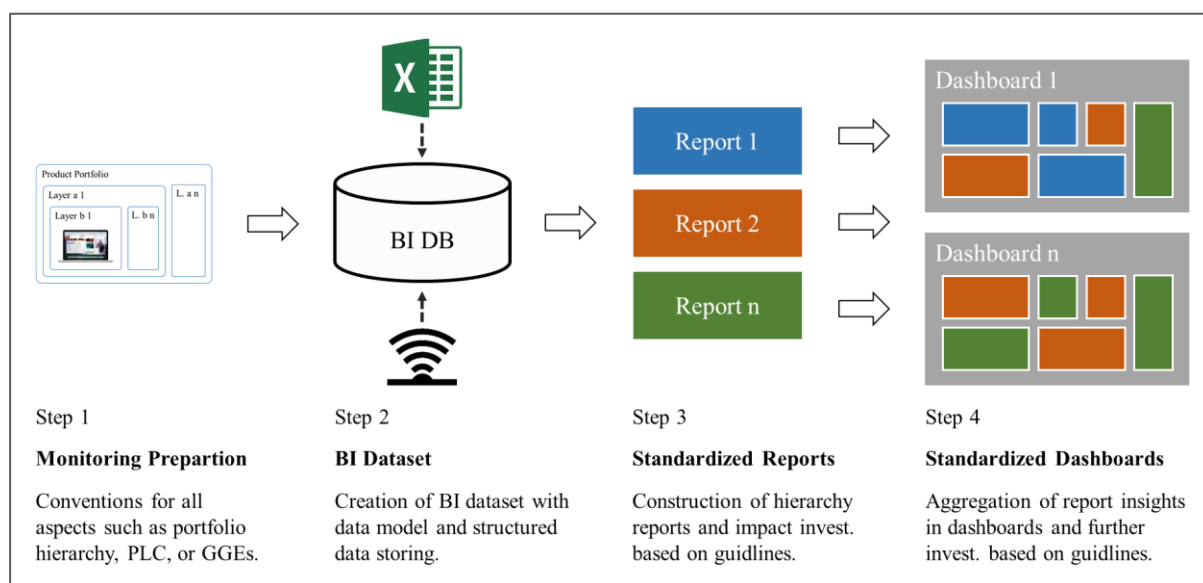 Product Portfolio
Layer a 1
L. a n
Layer b 1
L. b n
X
BI DB
Report 1
Report 2
Report n
Dashboard 1
Dashboard n
Step 1
Monitoring Prepartion
Conventions for all
aspects such as portfolio
hierarchy, PLC, or GGEs.
Step 2
BI Dataset
Creation of BI dataset with
data model and structured
data storing.
Step 3
Standardized Reports
Construction of hierarchy
reports and impact invest.
based on guidlines.
Step 4
Standardized Dashboards
Aggregation of report insights
in dashboards and further
invest. based on guidlines.